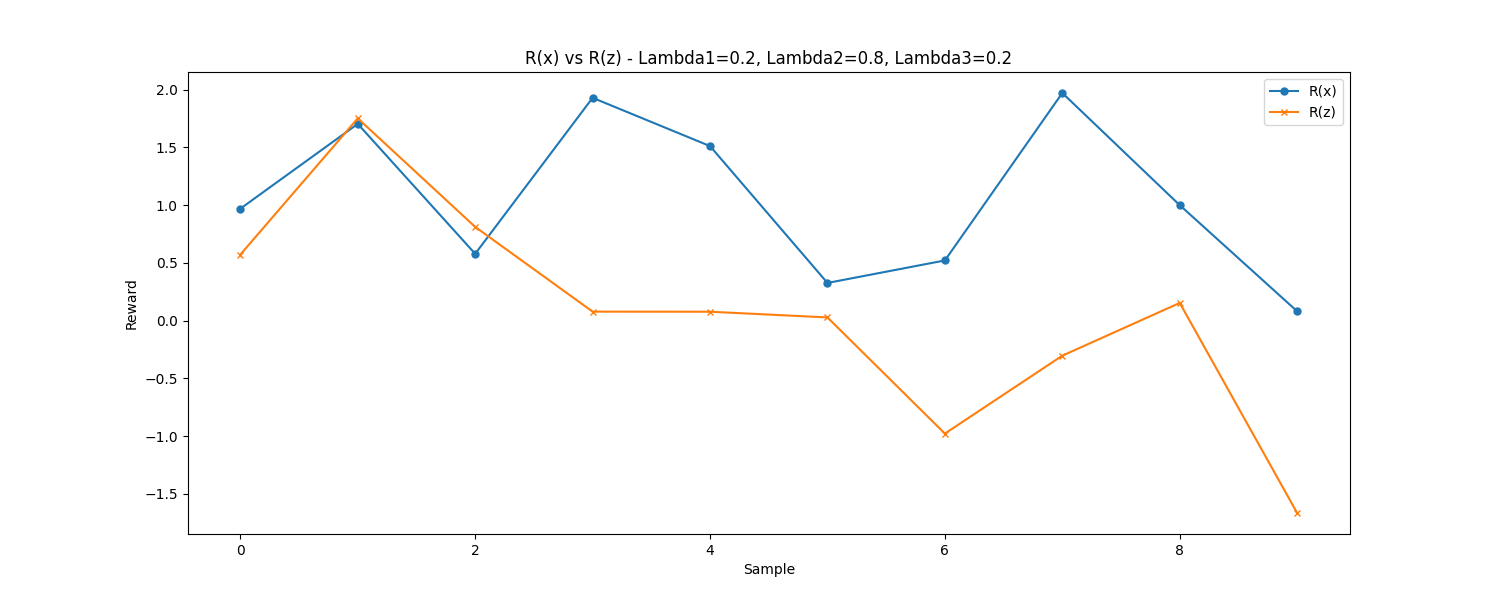 R(x) vs R(z) - Lambda1=0.2, Lambda2=0.8, Lambda3=0.2
R(x)
R(z)
2.0
1.5
1.0
0.5
0.0
−0.5
−1.0
−1.5
Reward
0 2 4 6 8
Sample